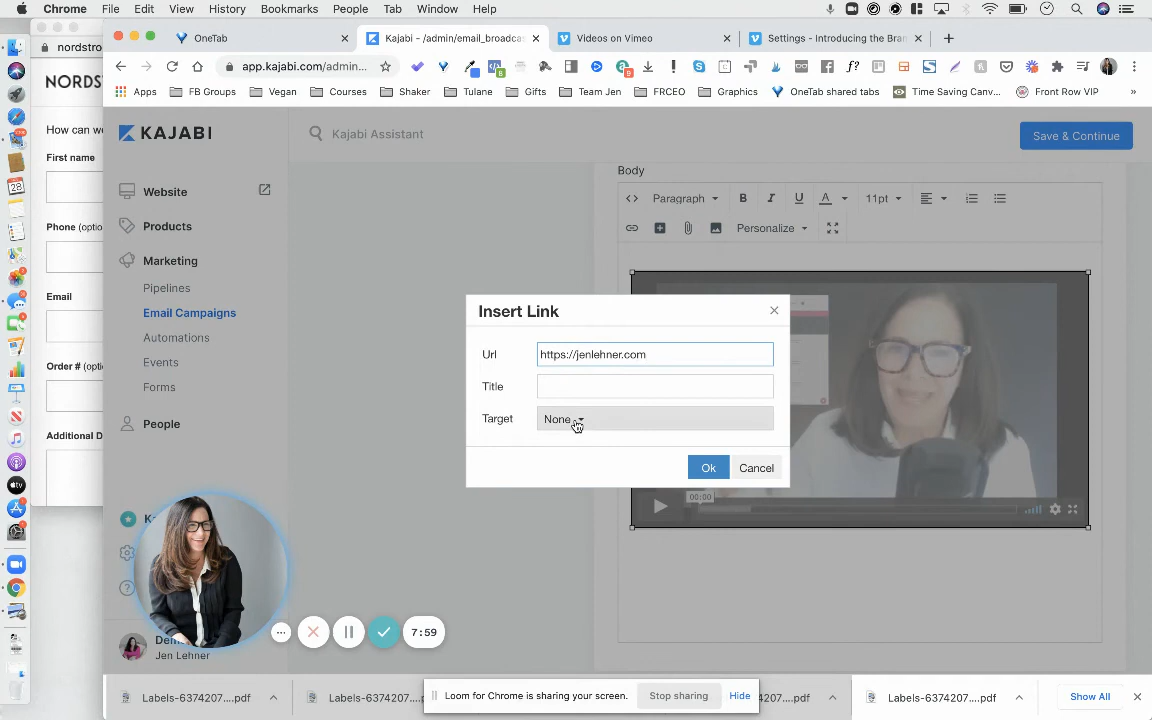 Chrome File Edit View History Bookmarks People Tab Window Help
nordstro
OneTab
Kajabi - /admin/email_broadcas
Videos on Vimeo
Settings - Introducing the Bran
app.kajabi.com/admin...
Apps FB Groups Vegan Courses Shaker Tulane Gifts Team Jen FRCEO Graphics OneTab shared tabs Time Saving Canv... Front Row VIP »
NORDS
How can we
First name
Phone (optio
Email
Order # (optio
Additional D
KAJABI
Kajabi Assistant
Save & Continue
Website
Products
Marketing
Pipelines
Email Campaigns
Automations
Events
Forms
People
K
Dem
Jen Lehner
Body
Paragraph B I U A 11pt
Personalize
00:00
Insert Link
Url https://jenlehner.com
Title
Target None
Ok Cancel
7:59
Labels-6374207....pdf
Labels-6374207
Loom for Chrome is sharing your screen. Stop sharing Hide
....pdf
Labels-6374207....pdf
Show All